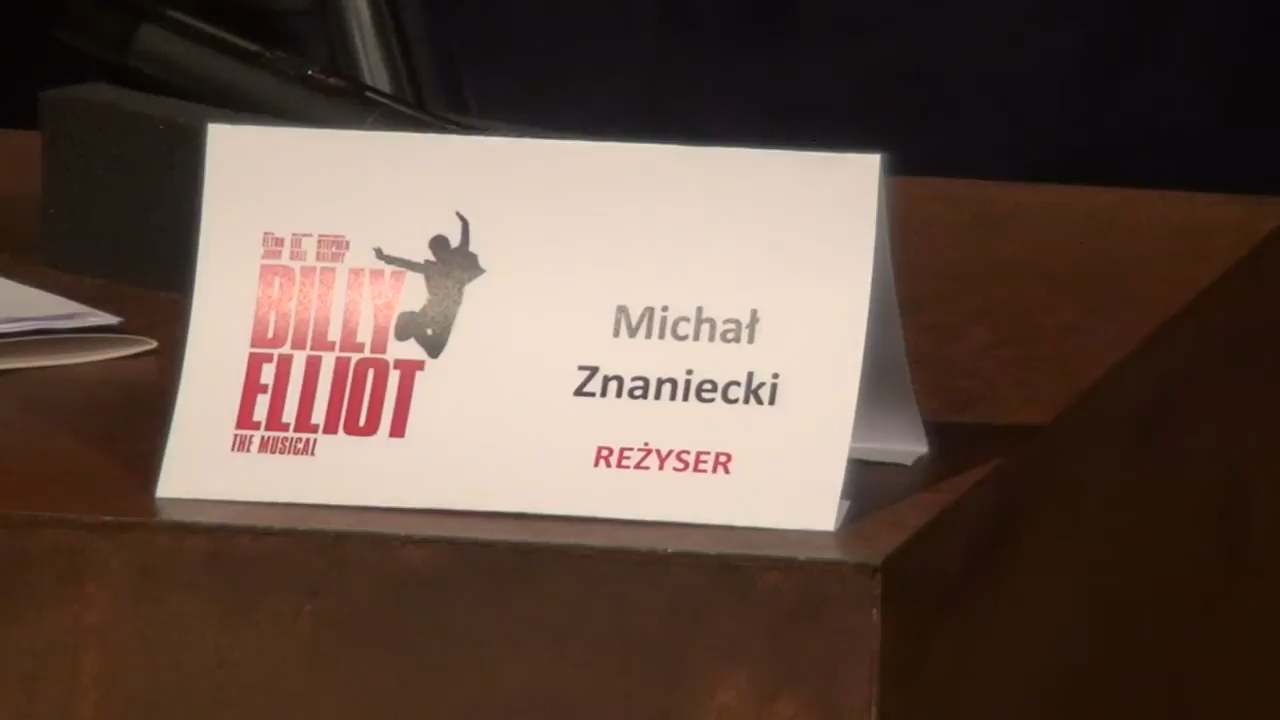 ELTON LEE STEPHEN
JOHN HALL DALDRY
BILLY
ELLIOT
THE MUSICAL
Michał
Znaniecki
REŻYSER